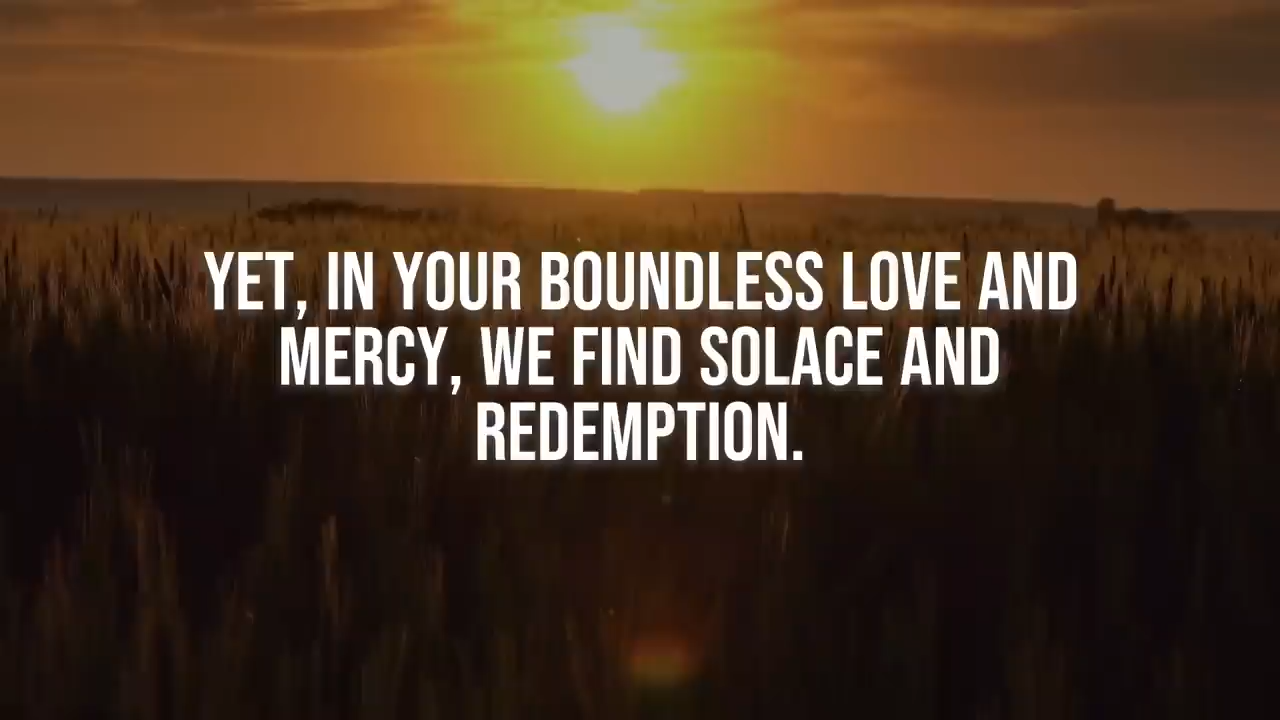 YET, IN YOUR BOUNDLESS LOVE AND
MERCY, WE FIND SOLACE AND
REDEMPTION.